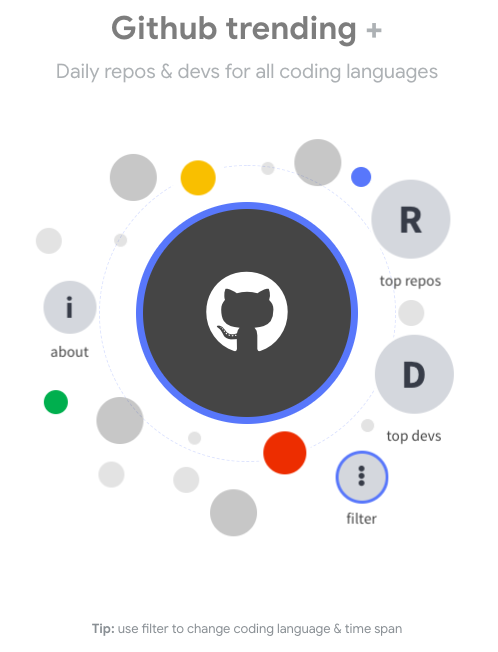 Github trending +
Daily repos & devs for all coding languages
R
top repos
i
about
D
top devs
filter
Tip: use filter to change coding language & time span